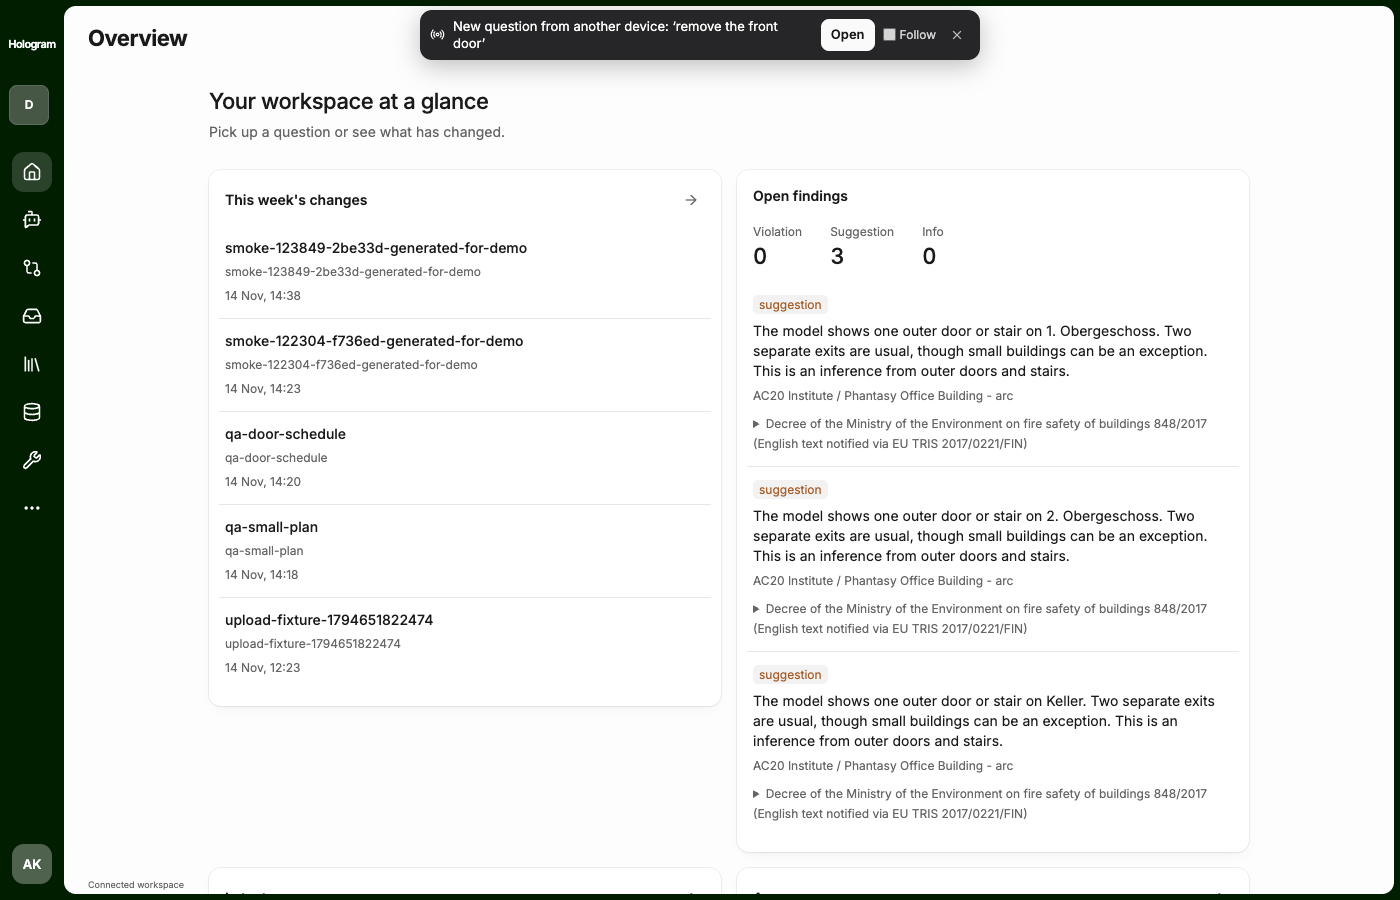 Hologram
D
AK
Overview
New question from another device: ‘remove the front
door’
Open
Follow
Your workspace at a glance
Pick up a question or see what has changed.
This week's changes
smoke-123849-2be33d-generated-for-demo
smoke-123849-2be33d-generated-for-demo
14 Nov, 14:38
smoke-122304-f736ed-generated-for-demo
smoke-122304-f736ed-generated-for-demo
14 Nov, 14:23
qa-door-schedule
qa-door-schedule
14 Nov, 14:20
qa-small-plan
qa-small-plan
14 Nov, 14:18
upload-fixture-1794651822474
upload-fixture-1794651822474
14 Nov, 12:23
Open findings
Violation
Suggestion
Info
0
3
0
suggestion
The model shows one outer door or stair on 1. Obergeschoss. Two
separate exits are usual, though small buildings can be an exception.
This is an inference from outer doors and stairs.
AC20 Institute / Phantasy Office Building - arc
Decree of the Ministry of the Environment on fire safety of buildings 848/2017
(English text notified via EU TRIS 2017/0221/FIN)
suggestion
The model shows one outer door or stair on 2. Obergeschoss. Two
separate exits are usual, though small buildings can be an exception.
This is an inference from outer doors and stairs.
AC20 Institute / Phantasy Office Building - arc
Decree of the Ministry of the Environment on fire safety of buildings 848/2017
(English text notified via EU TRIS 2017/0221/FIN)
suggestion
The model shows one outer door or stair on Keller. Two separate exits
are usual, though small buildings can be an exception. This is an
inference from outer doors and stairs.
AC20 Institute / Phantasy Office Building - arc
Decree of the Ministry of the Environment on fire safety of buildings 848/2017
(English text notified via EU TRIS 2017/0221/FIN)
Connected workspace